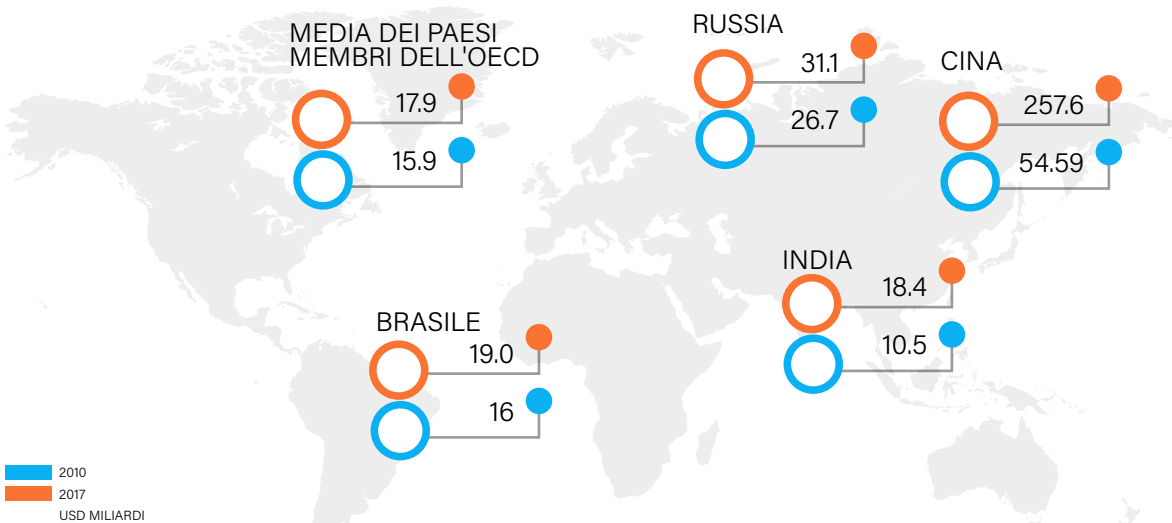 MEDIA DEI PAESI
MEMBRI DELL'OECD
17.9
15.9
RUSSIA
31.1
26.7
CINA
257.6
54.59
BRASILE
19.0
16
INDIA
18.4
10.5
2010
2017
USD MILIARDI